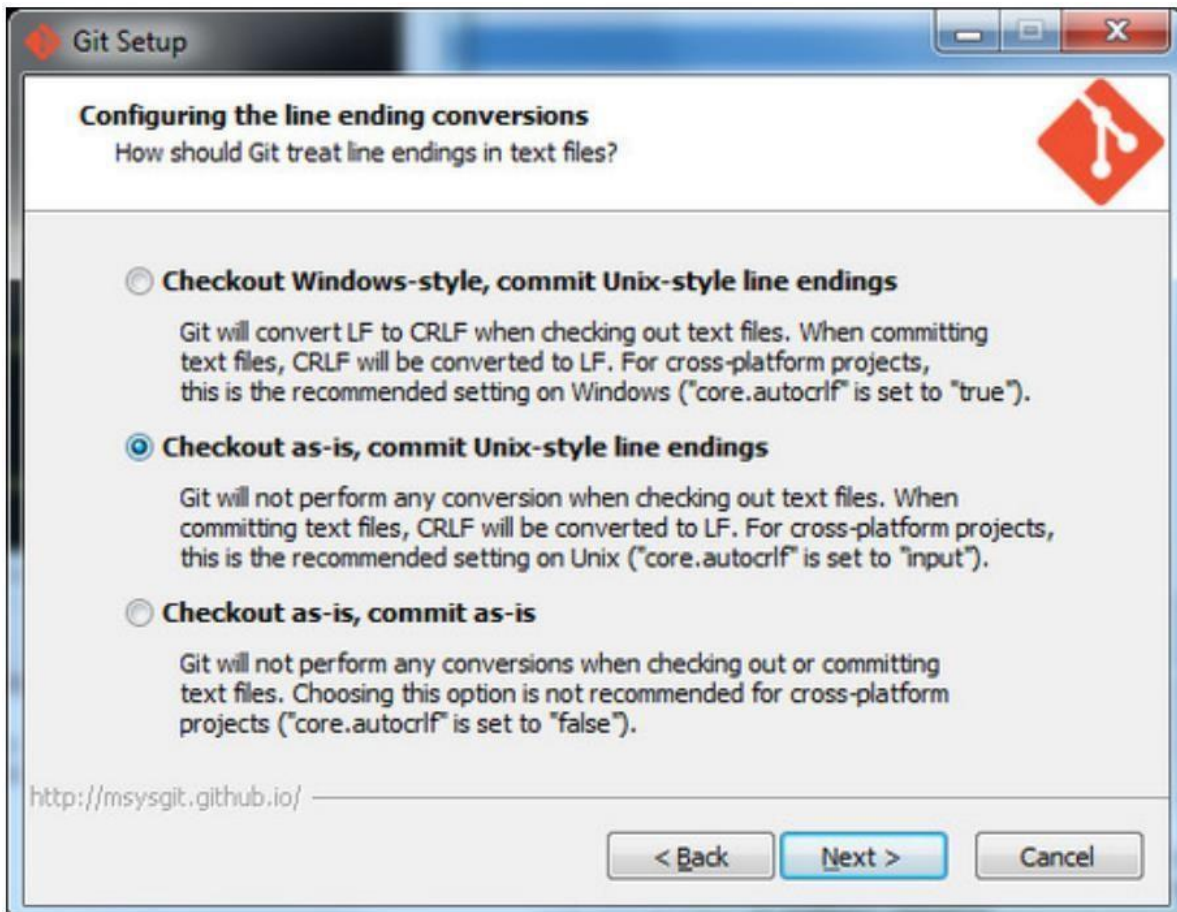 Git Setup
Configuring the line ending conversions
How should Git treat line endings in text files?
Checkout Windows-style, commit Unix-style line endings
Git will convert LF to CRLF when checking out text files. When committing
text files, CRLF will be converted to LF. For cross-platform projects,
this is the recommended setting on Windows ("core.autocrlf" is set to "true").
Checkout as-is, commit Unix-style line endings
Git will not perform any conversion when checking out text files. When
committing text files, CRLF will be converted to LF. For cross-platform projects,
this is the recommended setting on Unix ("core.autocrlf" is set to "input").
Checkout as-is, commit as-is
Git will not perform any conversions when checking out or committing
text files. Choosing this option is not recommended for cross-platform
projects ("core.autocrlf" is set to "false").
http://msysgit.github.io/
< Back Next > Cancel